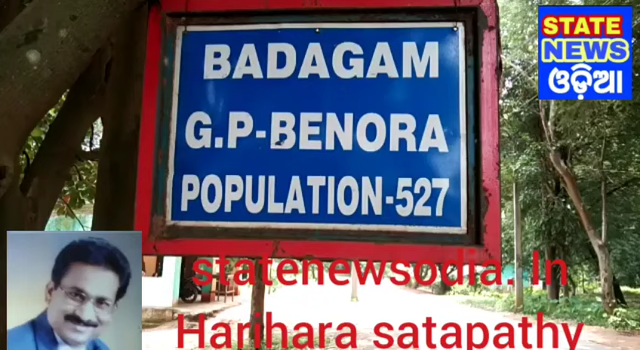 STATE
NEWS
ଓଡ଼ିଆ
BADAGAM
G.P-BENORA
POPULATION-527
statenewsodia. In
Harihara satapathy